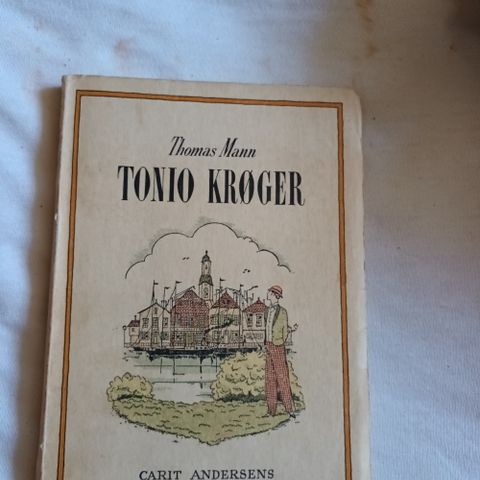 Thomas Mann
TONIO KRØGER
CARIT ANDERSENS